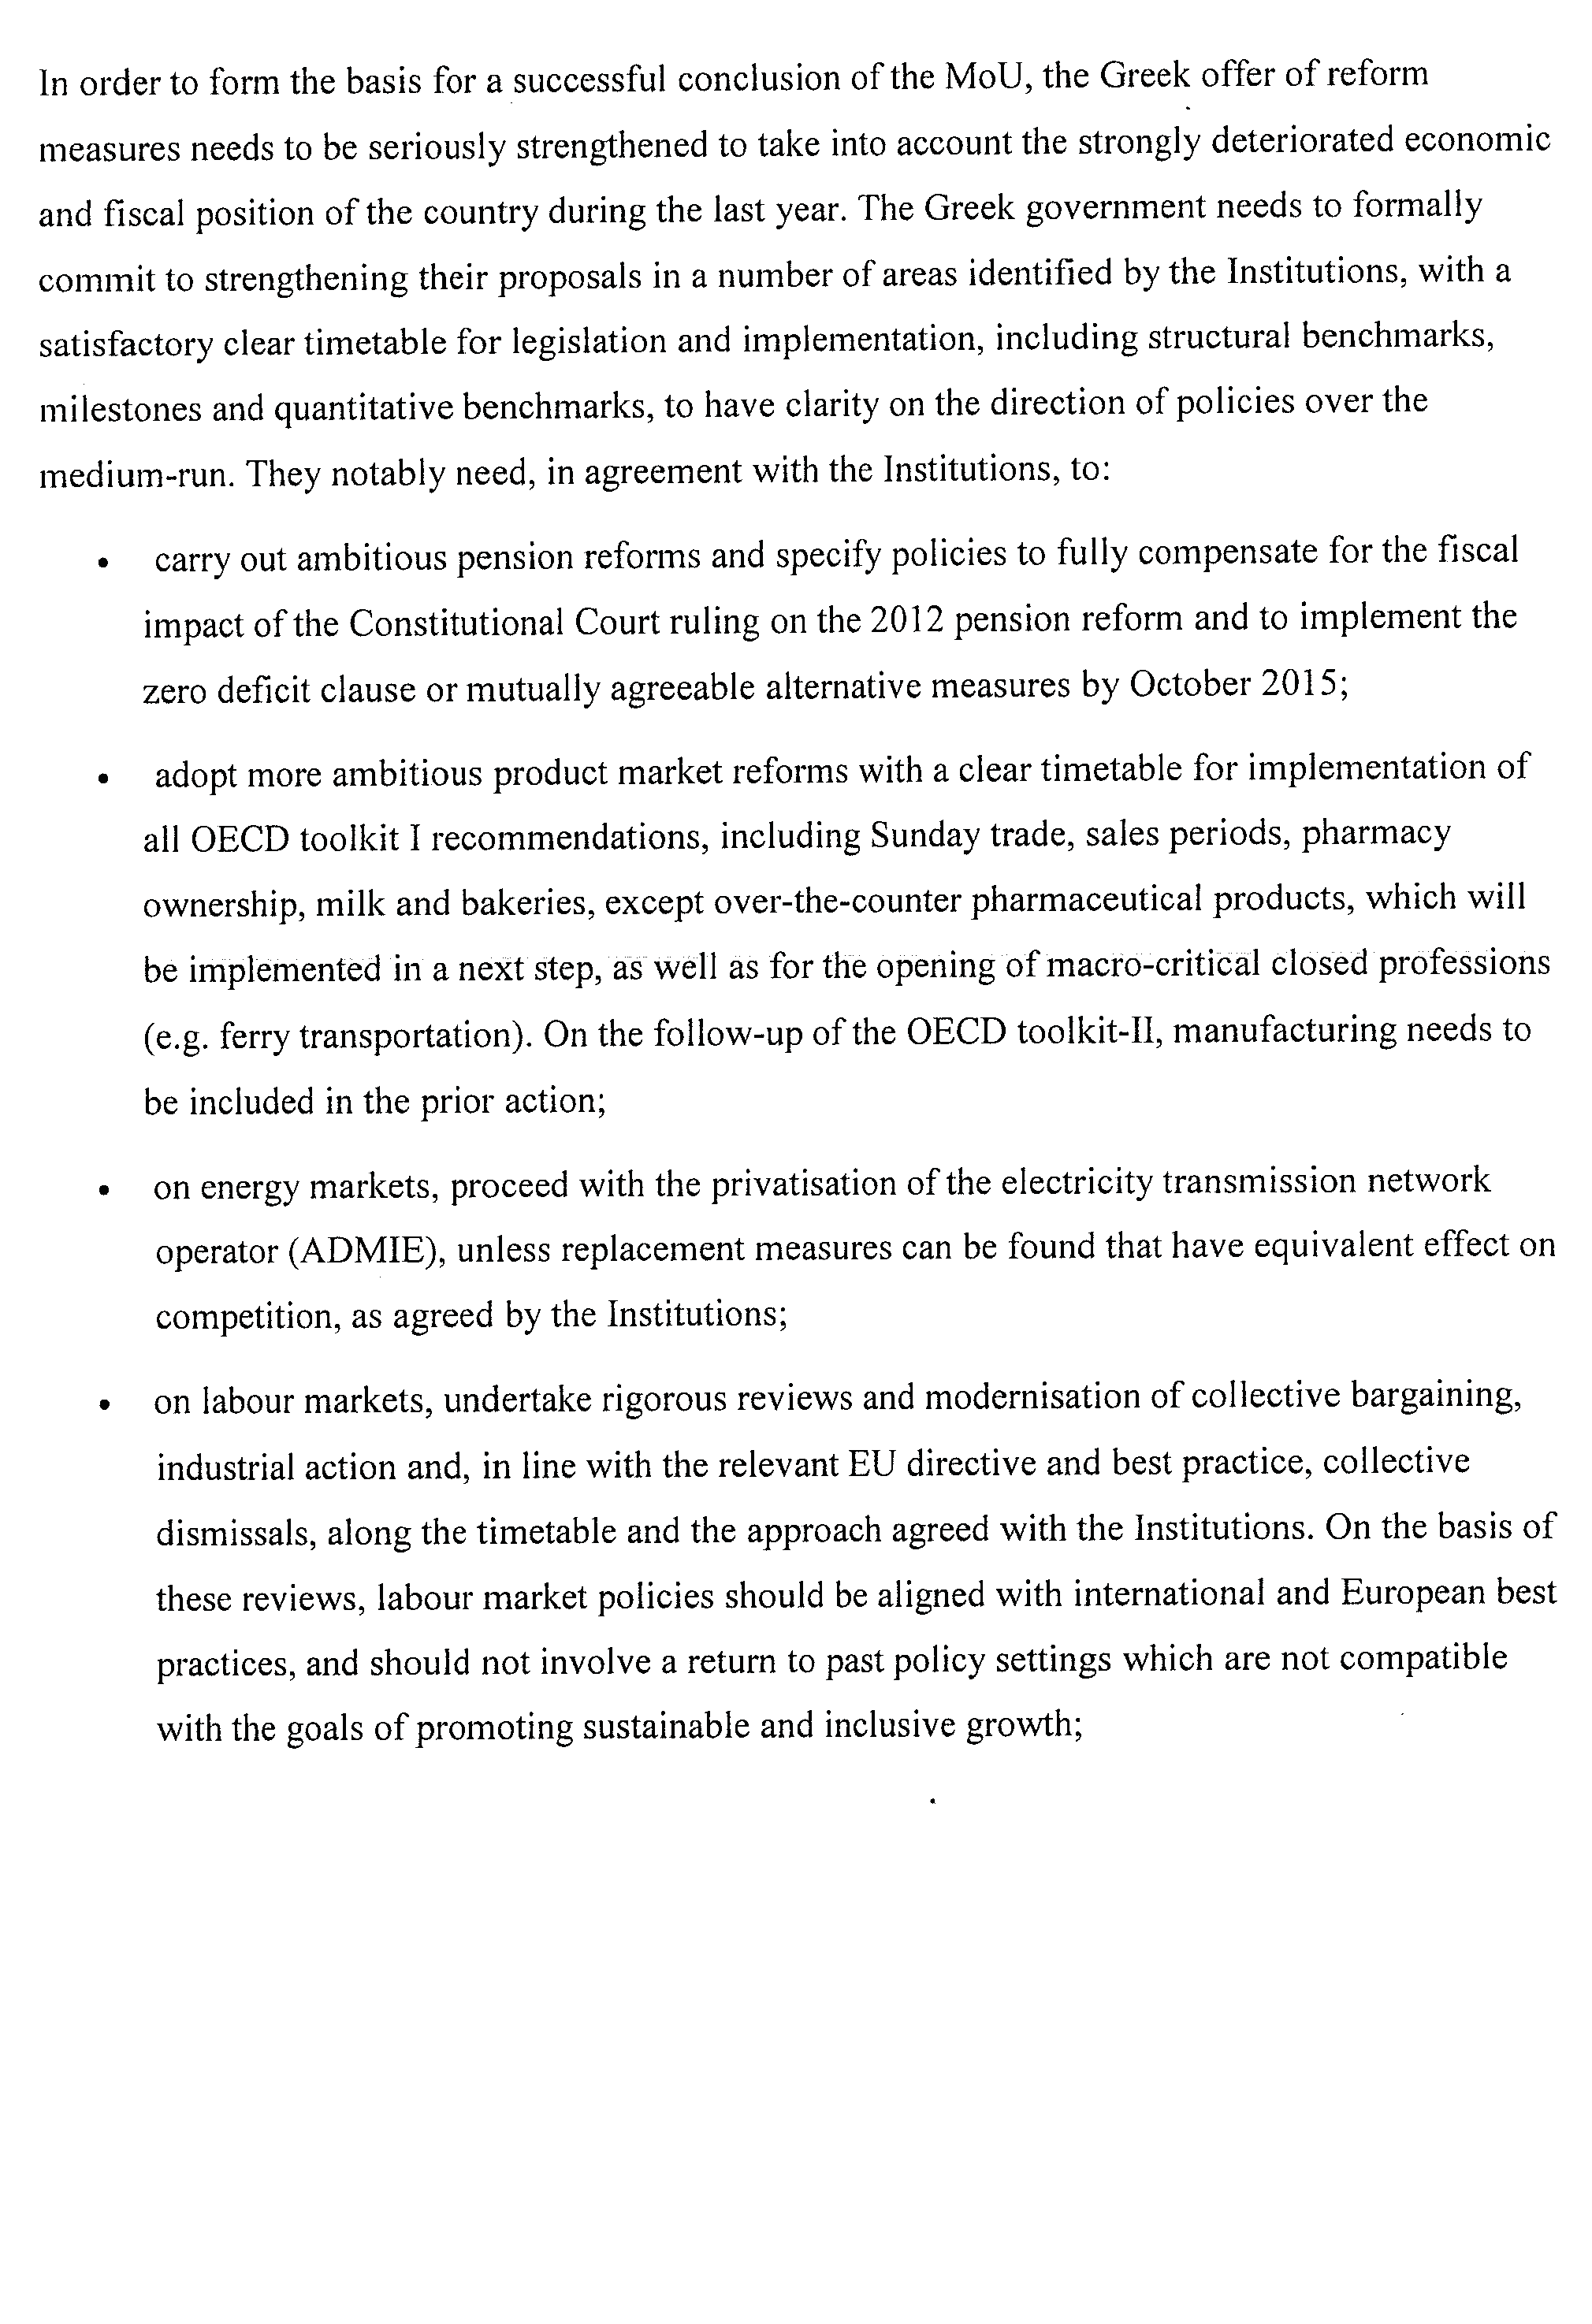 In order to form the basis for a successful conclusion of the MoU, the Greek offer of reform
measures needs to be seriously strengthened to take into account the strongly deteriorated economic
and fiscal position of the country during the last year. The Greek government needs to formally
commit to strengthening their proposals in a number of areas identified by the Institutions, with a
satisfactory clear timetable for legislation and implementation, including structural benchmarks,
milestones and quantitative benchmarks, to have clarity on the direction of policies over the
medium-run. They notably need, in agreement with the Institutions, to:
• carry out ambitious pension reforms and specify policies to fully compensate for the fiscal
impact of the Constitutional Court ruling on the 2012 pension reform and to implement the
zero deficit clause or mutually agreeable alternative measures by October 2015;
• adopt more ambitious product market reforms with a clear timetable for implementation of
all OECD toolkit I recommendations, including Sunday trade, sales periods, pharmacy
ownership, milk and bakeries, except over-the-counter pharmaceutical products, which will
be implemented in a next step, as well as for the opening of macro-critical closed professions
(e.g. ferry transportation). On the follow-up of the OECD toolkit-II, manufacturing needs to
be included in the prior action;
• on energy markets, proceed with the privatisation of the electricity transmission network
operator (ADMIE), unless replacement measures can be found that have equivalent effect on
competition, as agreed by the Institutions;
• on labour markets, undertake rigorous reviews and modernisation of collective bargaining,
industrial action and, in line with the relevant EU directive and best practice, collective
dismissals, along the timetable and the approach agreed with the Institutions. On the basis of
these reviews, labour market policies should be aligned with international and European best
practices, and should not involve a return to past policy settings which are not compatible
with the goals of promoting sustainable and inclusive growth;